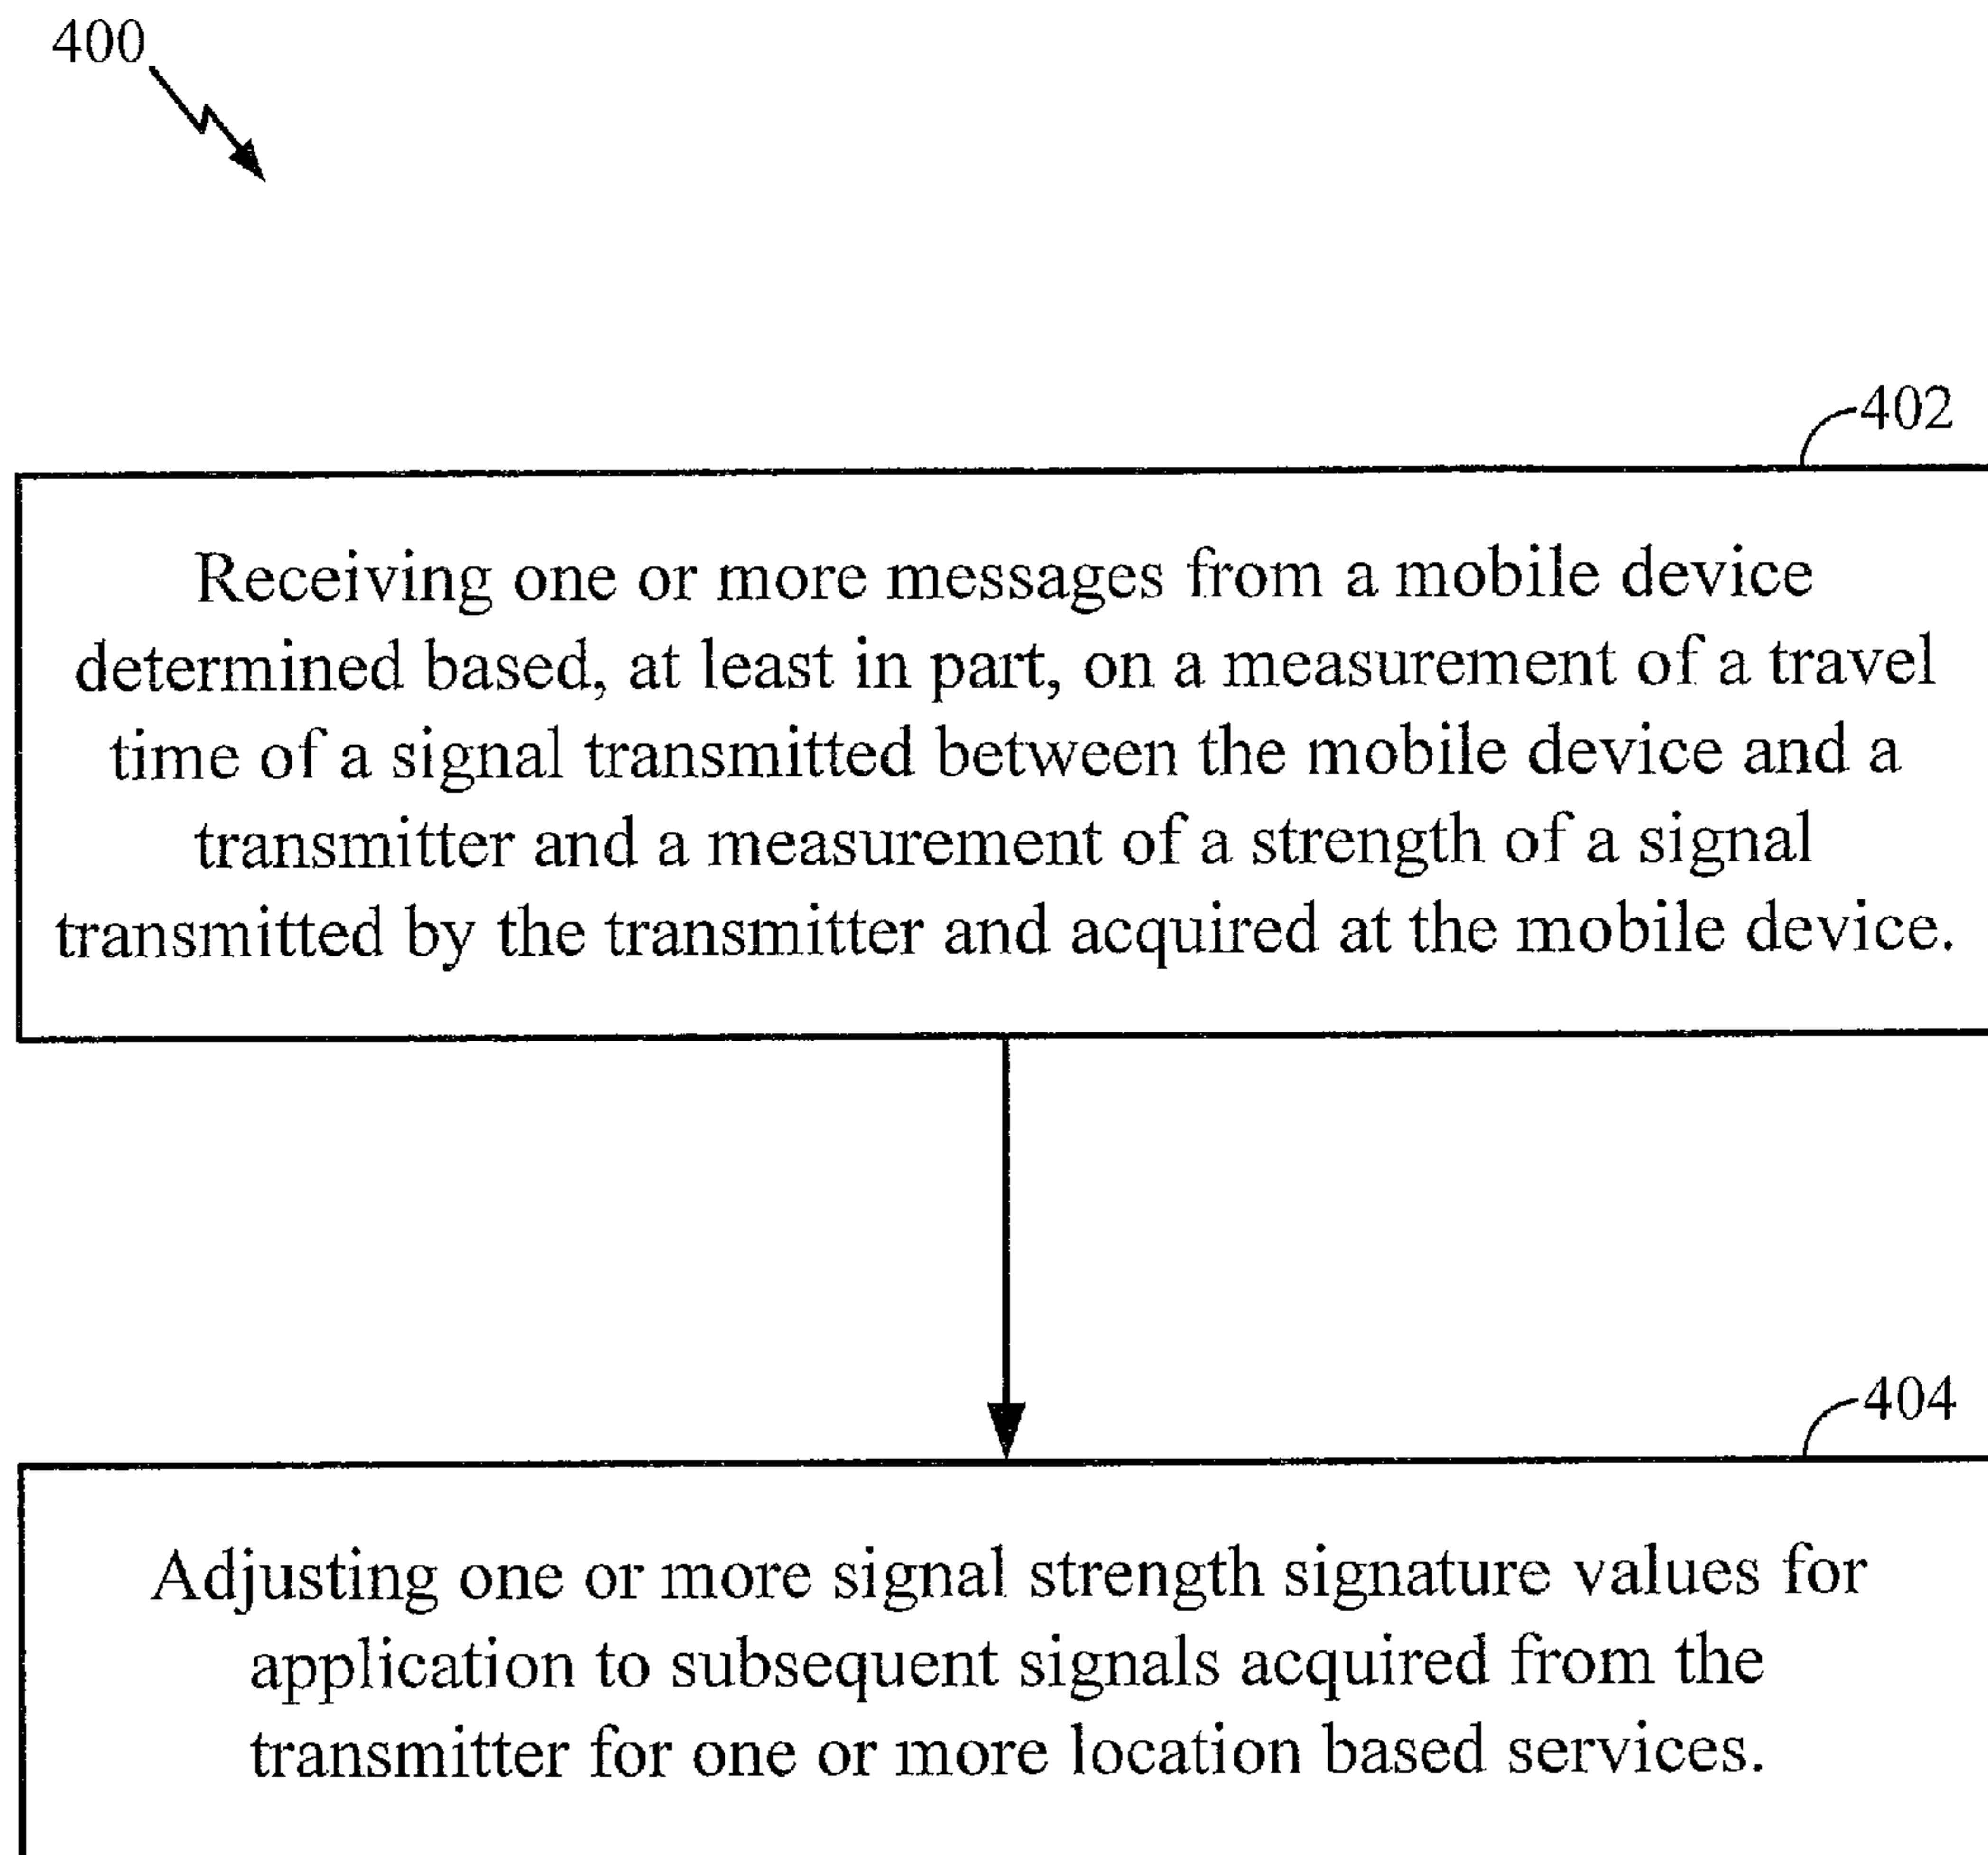 400
402
Receiving one or more messages from a mobile device
determined based, at least in part, on a measurement of a travel
time of a signal transmitted between the mobile device and a
transmitter and a measurement of a strength of a signal
transmitted by the transmitter and acquired at the mobile device.
404
Adjusting one or more signal strength signature values for
application to subsequent signals acquired from the
transmitter for one or more location based services.